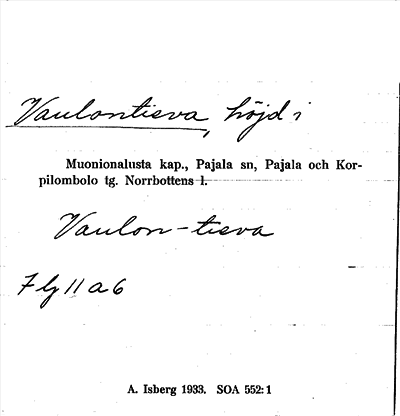 Vaulontieva, höjd i
Muonionalusta kap., Pajala sn, Pajala och Kor-
pilombolo tg. Norrbottens l.
Vaulon-tieva
7 lj 11 a 6
A. Isberg 1933. SOA 552:1